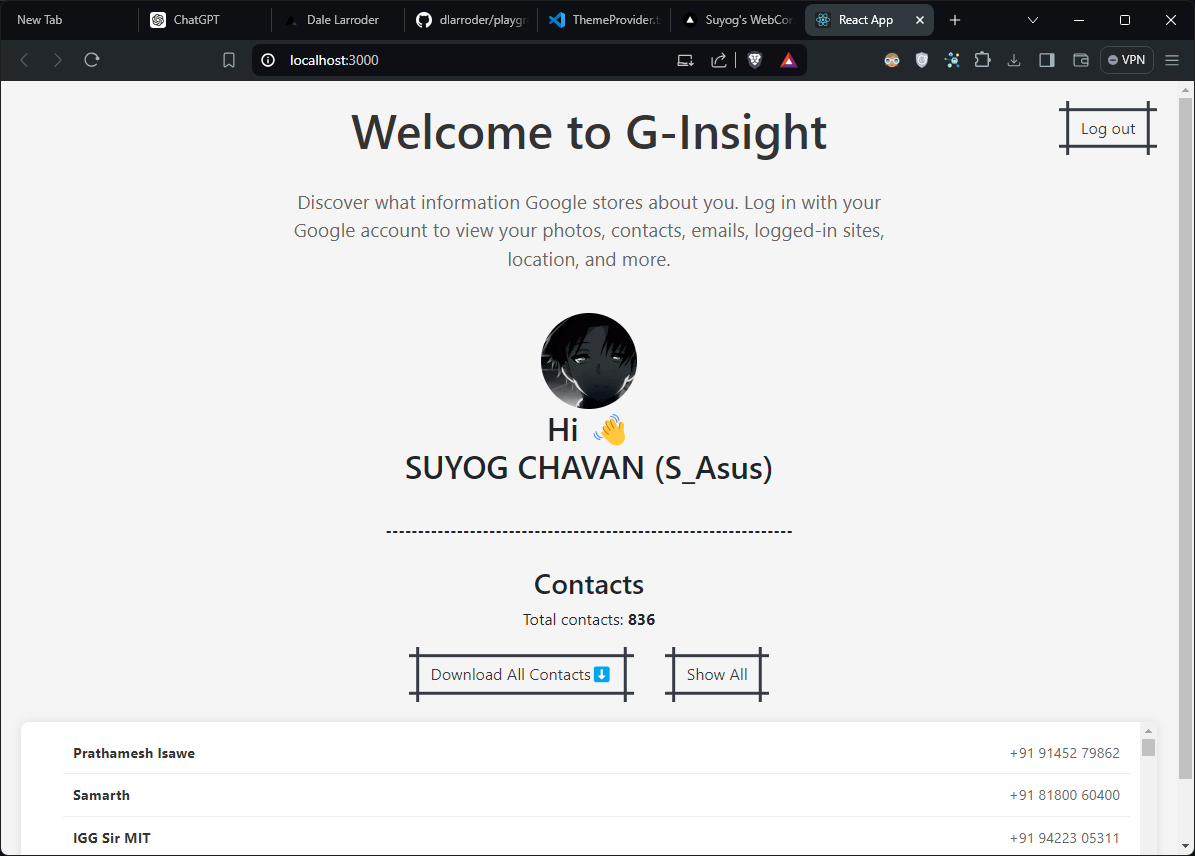 New Tab
ChatGPT
Dale Larroder
dlarroder/playgr
ThemeProvider.t
Suyog's WebCor
React App
localhost:3000
VPN
Welcome to G-Insight
Log out
Discover what information Google stores about you. Log in with your
Google account to view your photos, contacts, emails, logged-in sites,
location, and more.
Hi 👋
SUYOG CHAVAN (S_Asus)
----------------------------------------------------------------
Contacts
Total contacts: 836
Download All Contacts⬇️
Show All
Prathamesh Isawe +91 91452 79862
Samarth +91 81800 60400
IGG Sir MIT +91 94223 05311